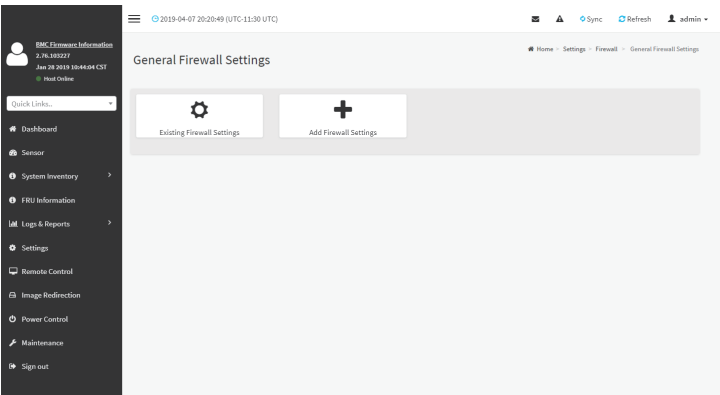 2019-04-07 20:20:49 (UTC-11:30 UTC)
Sync
Refresh
admin
BMC Firmware Information
2.76.103227
Jan 28 2019 10:44:04 CST
Host Online
Quick Links..
Dashboard
Sensor
System Inventory
FRU Information
Logs & Reports
Settings
Remote Control
Image Redirection
Power Control
Maintenance
Sign out
General Firewall Settings
Home > Settings > Firewall > General Firewall Settings
Existing Firewall Settings
Add Firewall Settings